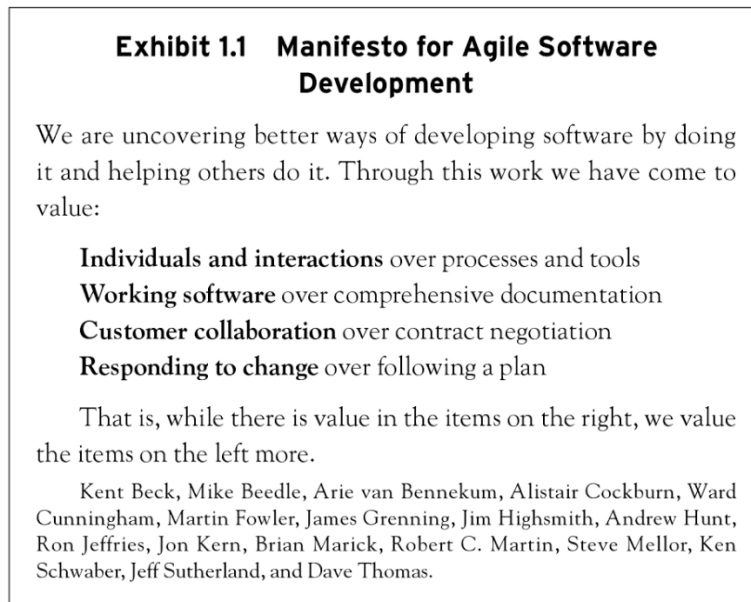 Exhibit 1.1 Manifesto for Agile Software
Development
We are uncovering better ways of developing software by doing
it and helping others do it. Through this work we have come to
value:
Individuals and interactions over processes and tools
Working software over comprehensive documentation
Customer collaboration over contract negotiation
Responding to change over following a plan
That is, while there is value in the items on the right, we value
the items on the left more.
Kent Beck, Mike Beedle, Arie van Bennekum, Alistair Cockburn, Ward
Cunningham, Martin Fowler, James Grenning, Jim Highsmith, Andrew Hunt,
Ron Jeffries, Jon Kern, Brian Marick, Robert C. Martin, Steve Mellor, Ken
Schwaber, Jeff Sutherland, and Dave Thomas.